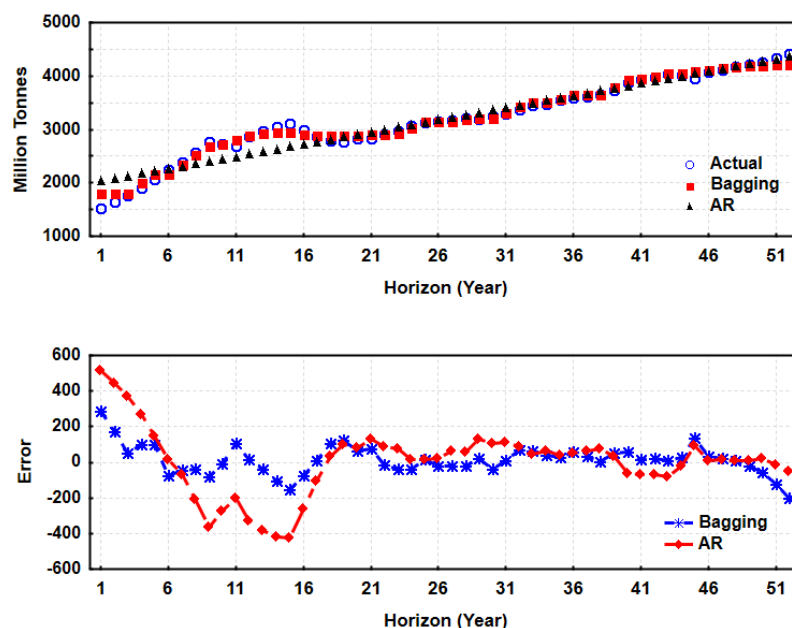 5000
4000
3000
2000
1000
Million Tonnes
Actual
Bagging
AR
1 6 11 16 21 26 31 36 41 46 51
Horizon (Year)
600
400
200
0
-200
-400
-600
Error
Bagging
AR
1 6 11 16 21 26 31 36 41 46 51
Horizon (Year)